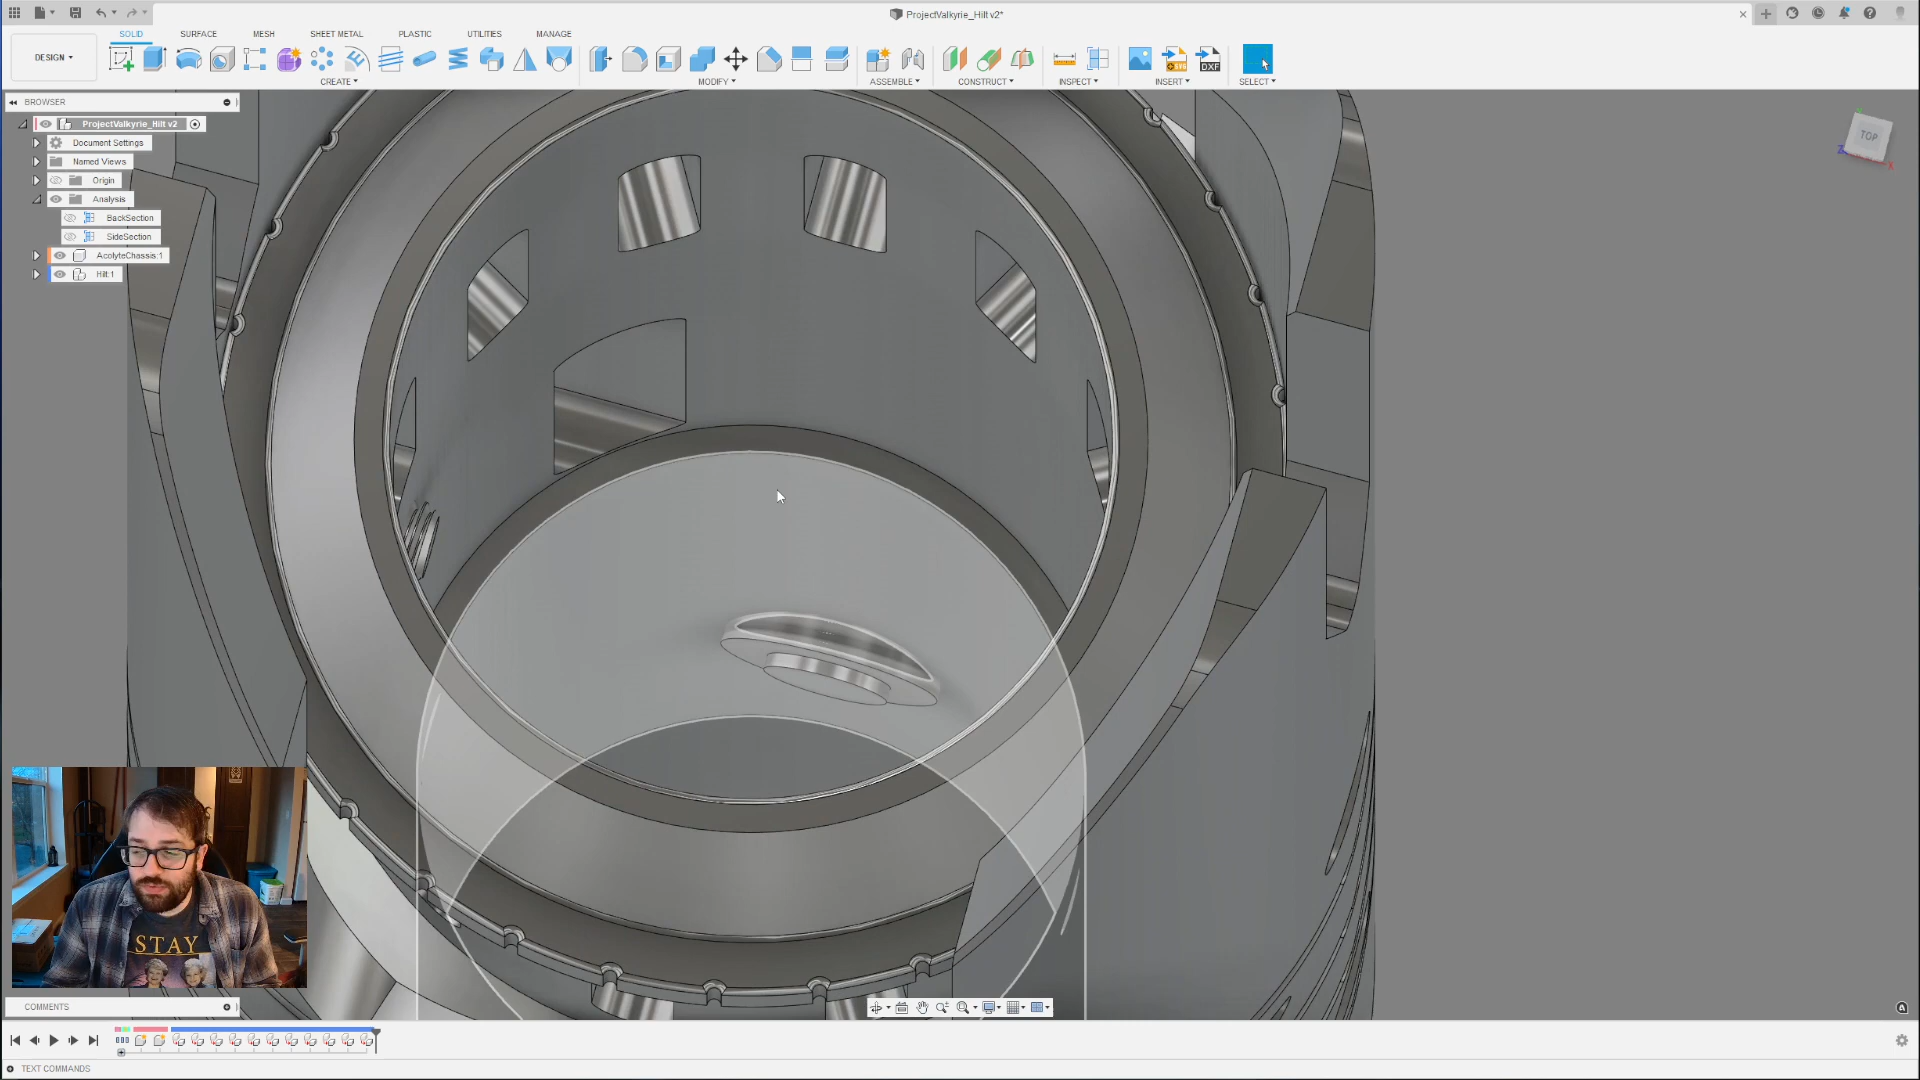 ProjectValkyrie_Hilt v2*
SOLID
SURFACE
MESH
SHEET METAL
PLASTIC
UTILITIES
MANAGE
DESIGN
CREATE
MODIFY
ASSEMBLE
CONSTRUCT
INSPECT
INSERT
SELECT
SVG
DXF
BROWSER
ProjectValkyrie_Hilt v2
Document Settings
Named Views
Origin
Analysis
BackSection
SideSection
AcolyteChassis:1
Hilt:1
TOP
Z
X
STAY
COMMENTS
TEXT COMMANDS